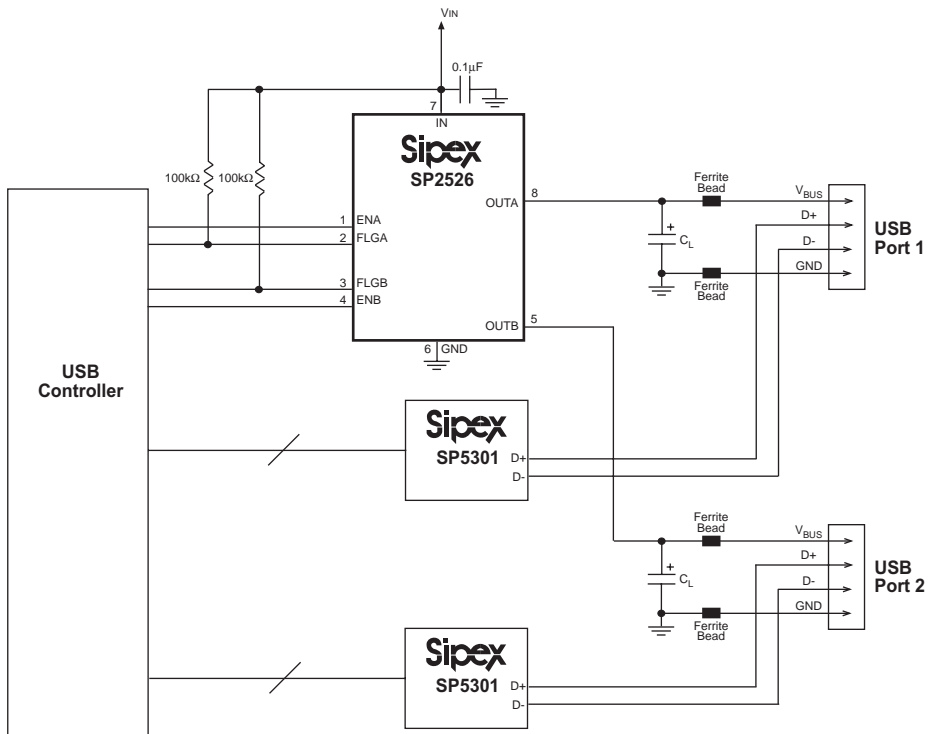 VIN
0.1μF
7
IN
Sipex
SP2526
100kΩ
100kΩ
OUTA
8
1
ENA
2
FLGA
3
FLGB
4
ENB
OUTB
5
6
GND
USB
Controller
Ferrite
Bead
VBUS
D+
D-
GND
+
CL
Ferrite
Bead
USB
Port 1
Sipex
SP5301
D+
D-
Ferrite
Bead
VBUS
D+
D-
GND
+
CL
Ferrite
Bead
USB
Port 2
Sipex
SP5301
D+
D-